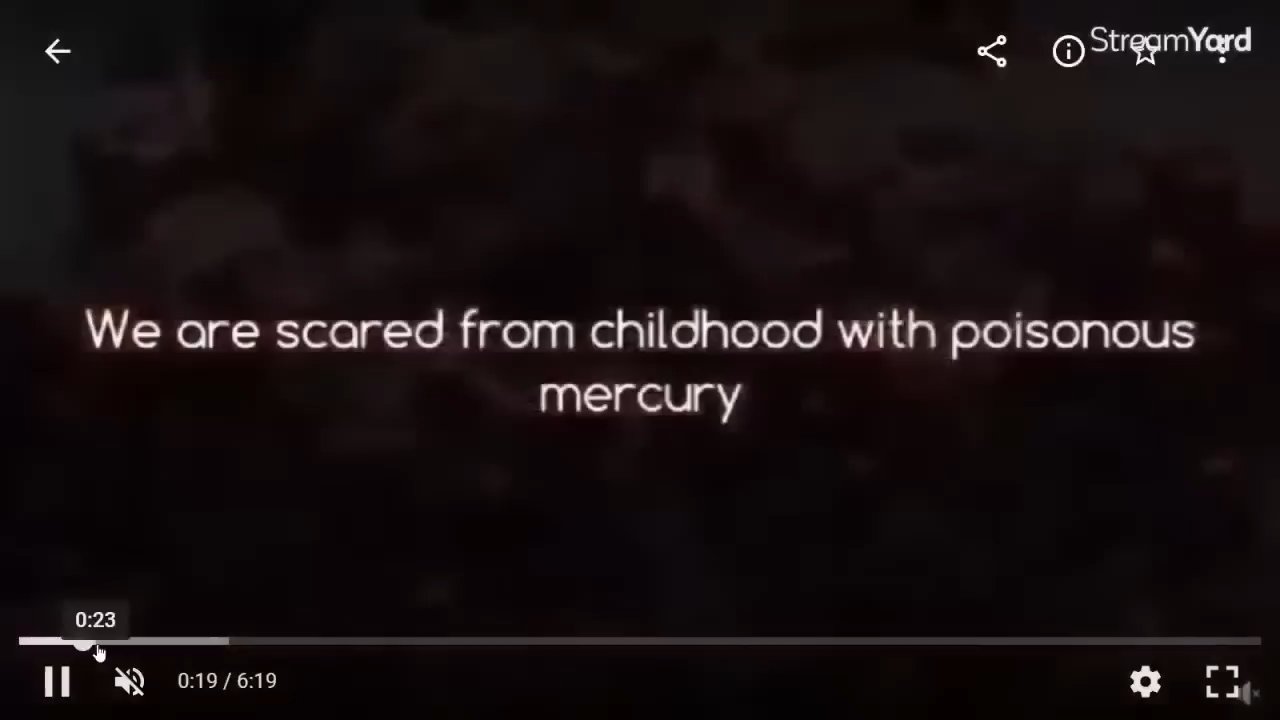 StreamYard
We are scared from childhood with poisonous
mercury
0:23
0:19 / 6:19